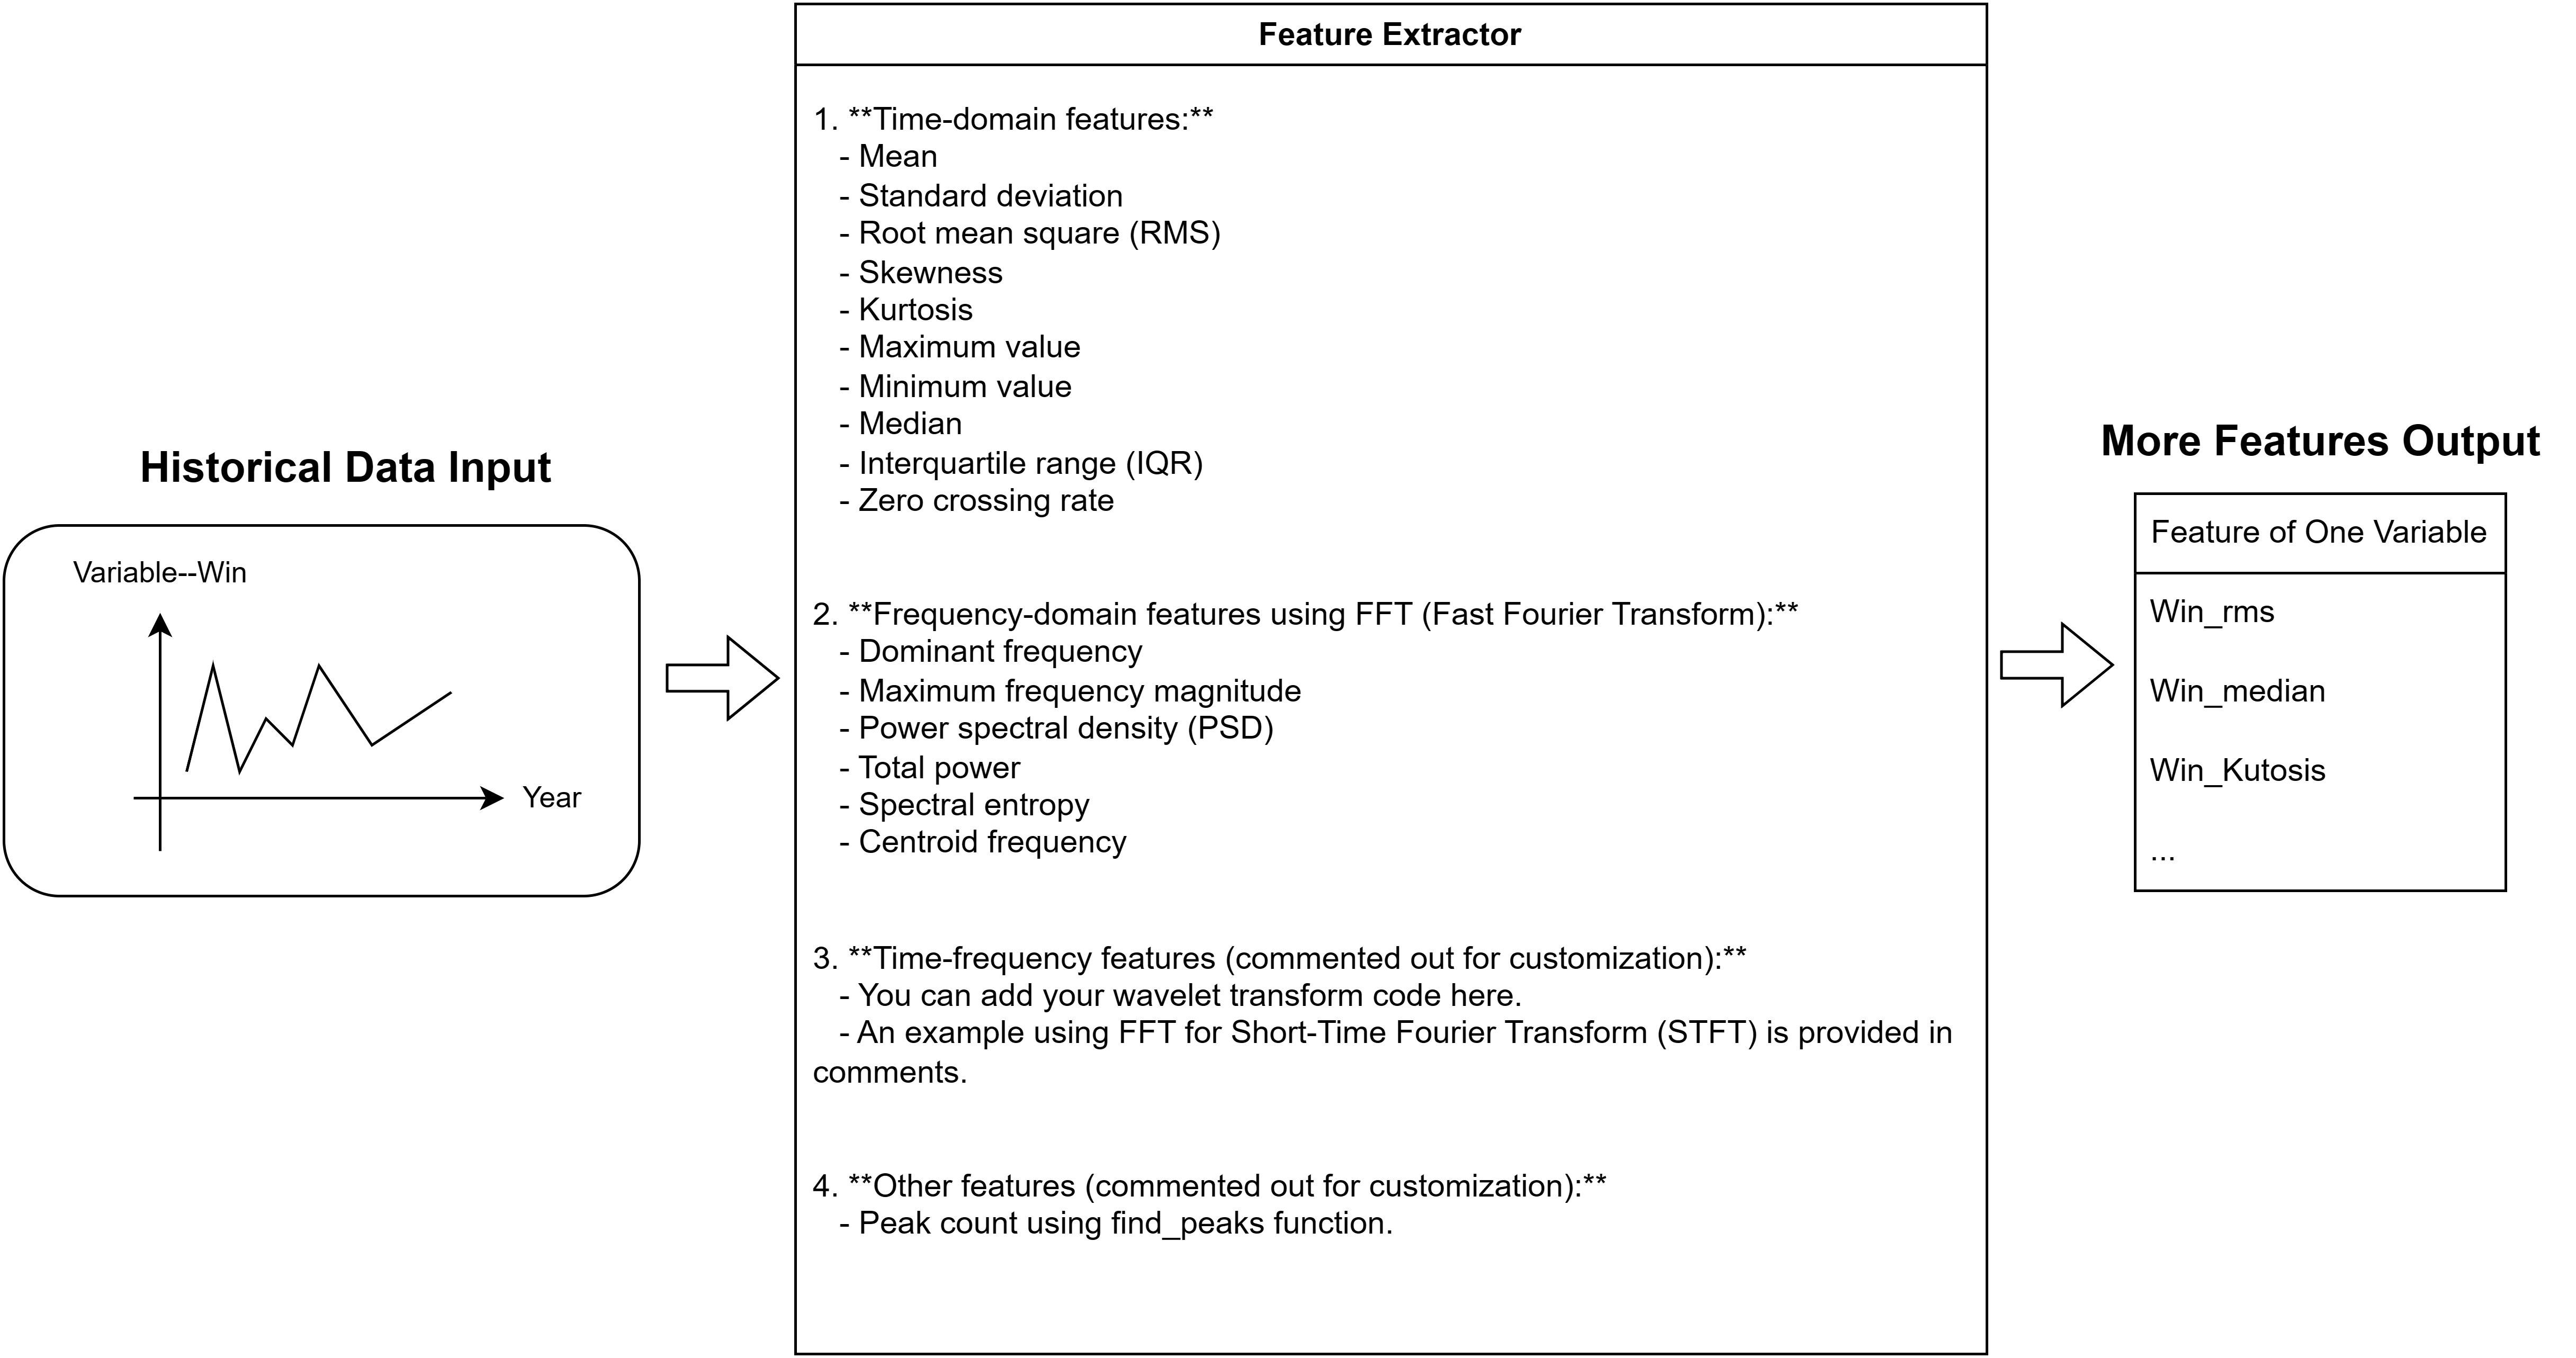 Historical Data Input
Variable--Win
Year
Feature Extractor
1. **Time-domain features:**
- Mean
- Standard deviation
- Root mean square (RMS)
- Skewness
- Kurtosis
- Maximum value
- Minimum value
- Median
- Interquartile range (IQR)
- Zero crossing rate
2. **Frequency-domain features using FFT (Fast Fourier Transform):**
- Dominant frequency
- Maximum frequency magnitude
- Power spectral density (PSD)
- Total power
- Spectral entropy
- Centroid frequency
3. **Time-frequency features (commented out for customization):**
- You can add your wavelet transform code here.
- An example using FFT for Short-Time Fourier Transform (STFT) is provided in
comments.
4. **Other features (commented out for customization):**
- Peak count using find_peaks function.
More Features Output
Feature of One Variable
Win_rms
Win_median
Win_Kutosis
...